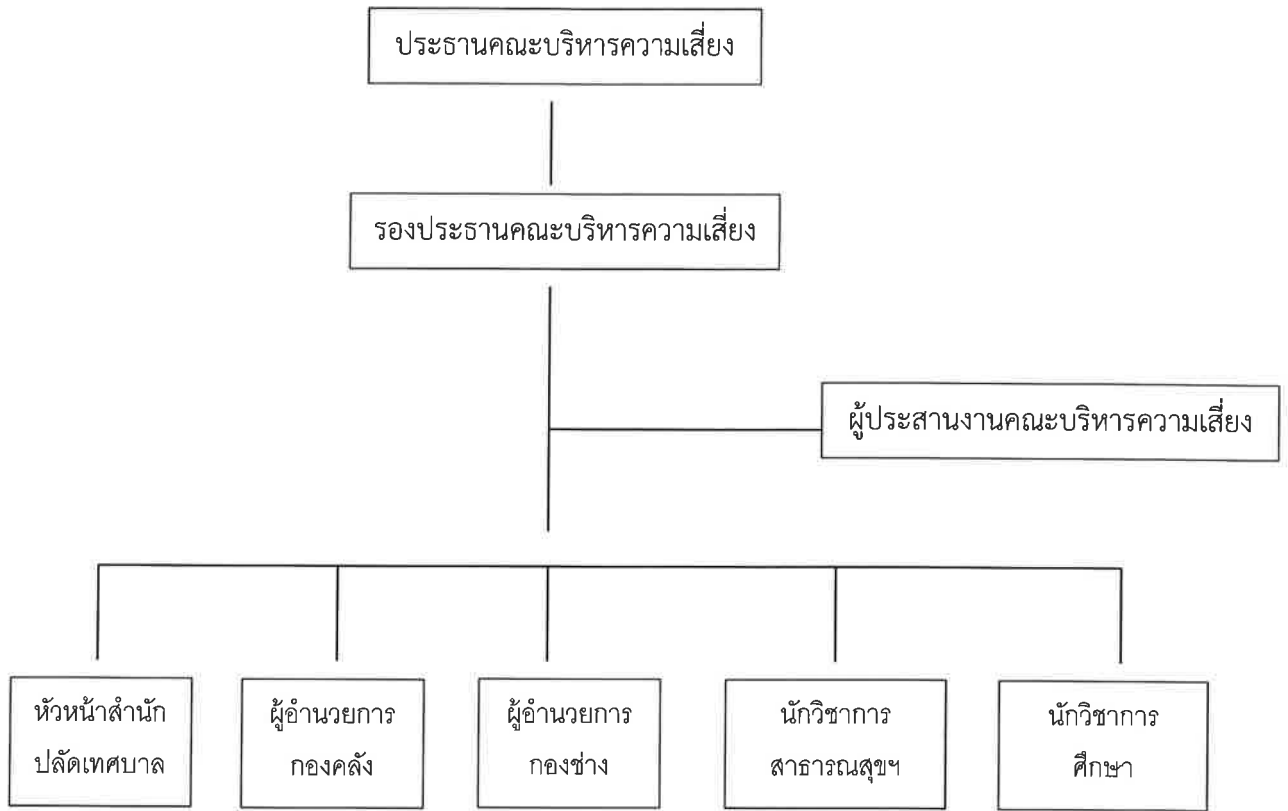 ประธานคณะบริหารความเสี่ยง
รองประธานคณะบริหารความเสี่ยง
ผู้ประสานงานคณะบริหารความเสี่ยง
หัวหน้าสำนัก
ปลัดเทศบาล
ผู้อำนวยการ
กองคลัง
ผู้อำนวยการ
กองช่าง
นักวิชาการ
สาธารณสุขฯ
นักวิชาการ
ศึกษา